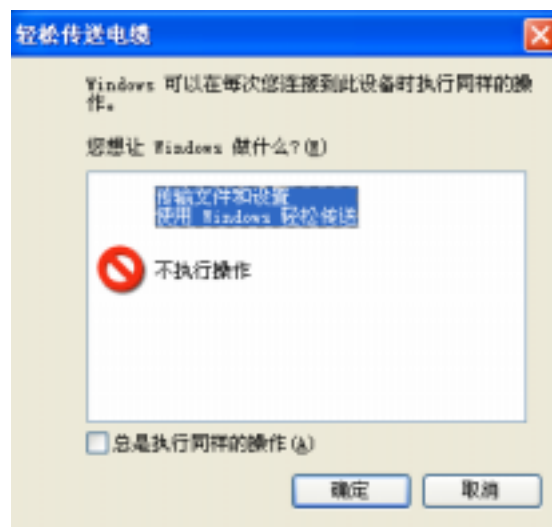 轻松传送电缆
Windows 可以在每次您连接到此设备时执行同样的操
作。
您想让 Windows 做什么?(W)
传输文件和设置
使用 Windows 轻松传送
不执行操作
总是执行同样的操作(A)
确定
取消